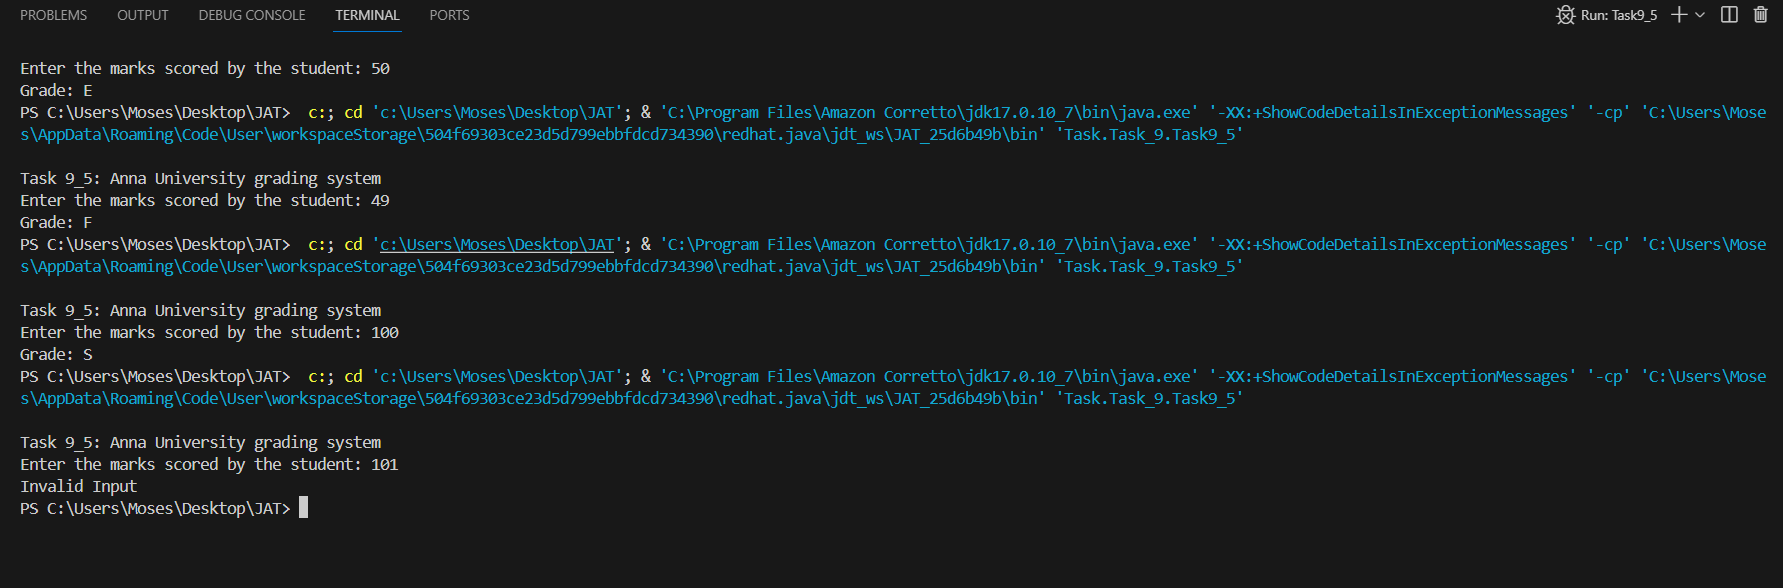 PROBLEMS OUTPUT DEBUG CONSOLE TERMINAL PORTS Run: Task9_5
Enter the marks scored by the student: 50
Grade: E
PS C:\Users\Moses\Desktop\JAT>  c:; cd 'c:\Users\Moses\Desktop\JAT'; & 'C:\Program Files\Amazon Corretto\jdk17.0.10_7\bin\java.exe' '-XX:+ShowCodeDetailsInExceptionMessages' '-cp' 'C:\Users\Mose
s\AppData\Roaming\Code\User\workspaceStorage\504f69303ce23d5d799ebbfdcd734390\redhat.java\jdt_ws\JAT_25d6b49b\bin' 'Task.Task_9.Task9_5'
Task 9_5: Anna University grading system
Enter the marks scored by the student: 49
Grade: F
PS C:\Users\Moses\Desktop\JAT>  c:; cd 'c:\Users\Moses\Desktop\JAT'; & 'C:\Program Files\Amazon Corretto\jdk17.0.10_7\bin\java.exe' '-XX:+ShowCodeDetailsInExceptionMessages' '-cp' 'C:\Users\Mose
s\AppData\Roaming\Code\User\workspaceStorage\504f69303ce23d5d799ebbfdcd734390\redhat.java\jdt_ws\JAT_25d6b49b\bin' 'Task.Task_9.Task9_5'
Task 9_5: Anna University grading system
Enter the marks scored by the student: 100
Grade: S
PS C:\Users\Moses\Desktop\JAT>  c:; cd 'c:\Users\Moses\Desktop\JAT'; & 'C:\Program Files\Amazon Corretto\jdk17.0.10_7\bin\java.exe' '-XX:+ShowCodeDetailsInExceptionMessages' '-cp' 'C:\Users\Mose
s\AppData\Roaming\Code\User\workspaceStorage\504f69303ce23d5d799ebbfdcd734390\redhat.java\jdt_ws\JAT_25d6b49b\bin' 'Task.Task_9.Task9_5'
Task 9_5: Anna University grading system
Enter the marks scored by the student: 101
Invalid Input
PS C:\Users\Moses\Desktop\JAT>